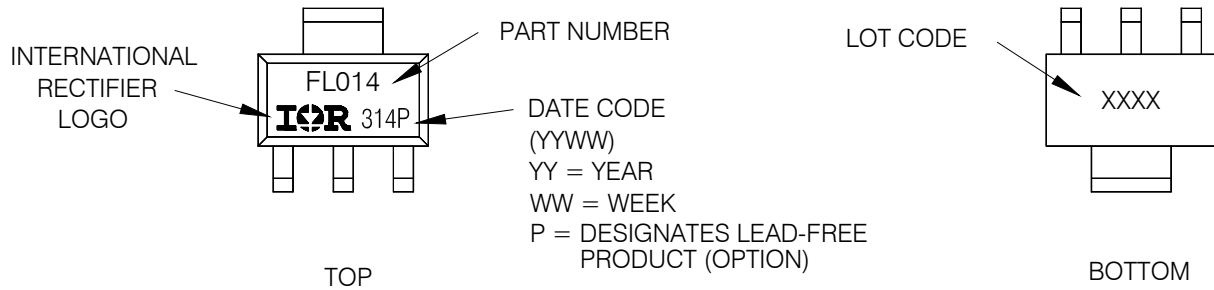 INTERNATIONAL
RECTIFIER
LOGO
FL014
IOR 314P
PART NUMBER
DATE CODE
(YYWW)
YY = YEAR
WW = WEEK
P = DESIGNATES LEAD-FREE
PRODUCT (OPTION)
TOP
LOT CODE
XXXX
BOTTOM